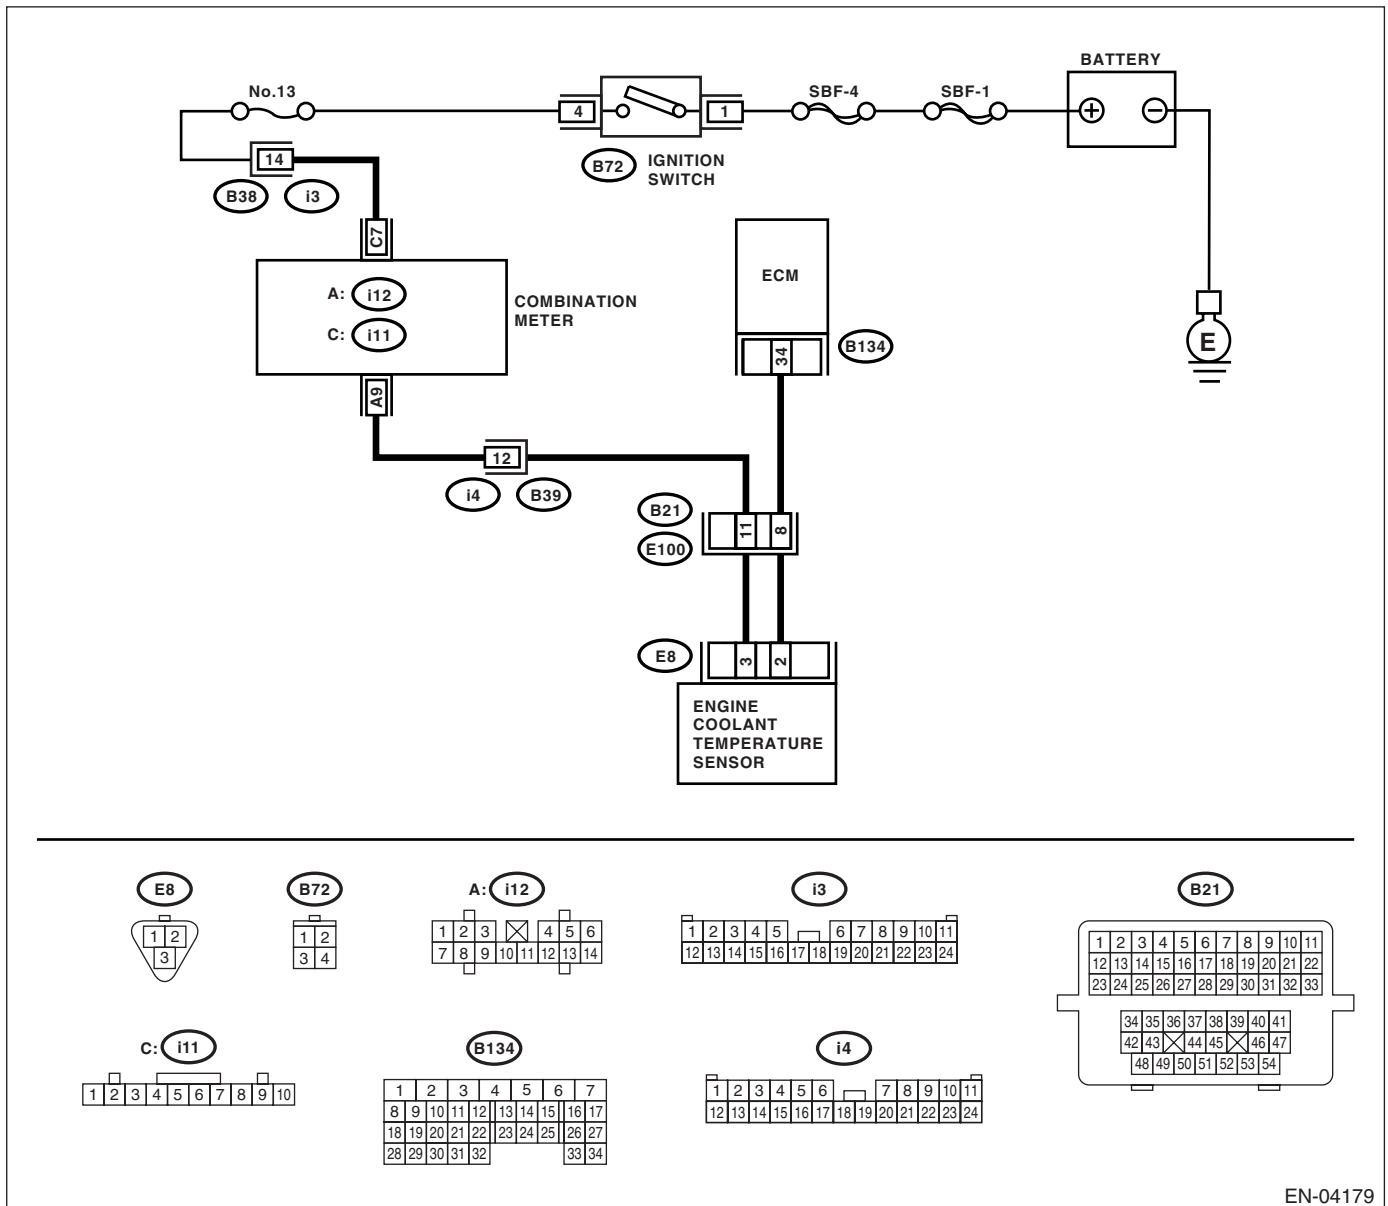 BATTERY
No.13
SBF-4
SBF-1
4
1
B72
IGNITION
SWITCH
14
B38
i3
C7
A: i12
C: i11
COMBINATION
METER
ECM
34
B134
E
A9
12
i4
B39
B21
E100
11
8
E8
3
2
ENGINE
COOLANT
TEMPERATURE
SENSOR
E8
1 2
3
B72
1 2
3 4
A: i12
1 2 3 4 5 6
7 8 9 10 11 12 13 14
i3
1 2 3 4 5 6 7 8 9 10 11
12 13 14 15 16 17 18 19 20 21 22 23 24
B21
1 2 3 4 5 6 7 8 9 10 11
12 13 14 15 16 17 18 19 20 21 22
23 24 25 26 27 28 29 30 31 32 33
34 35 36 37 38 39 40 41
42 43 44 45 46 47
48 49 50 51 52 53 54
C: i11
1 2 3 4 5 6 7 8 9 10
B134
1 2 3 4 5 6 7
8 9 10 11 12 13 14 15 16 17
18 19 20 21 22 23 24 25 26 27
28 29 30 31 32 33 34
i4
1 2 3 4 5 6 7 8 9 10 11
12 13 14 15 16 17 18 19 20 21 22 23 24
EN-04179